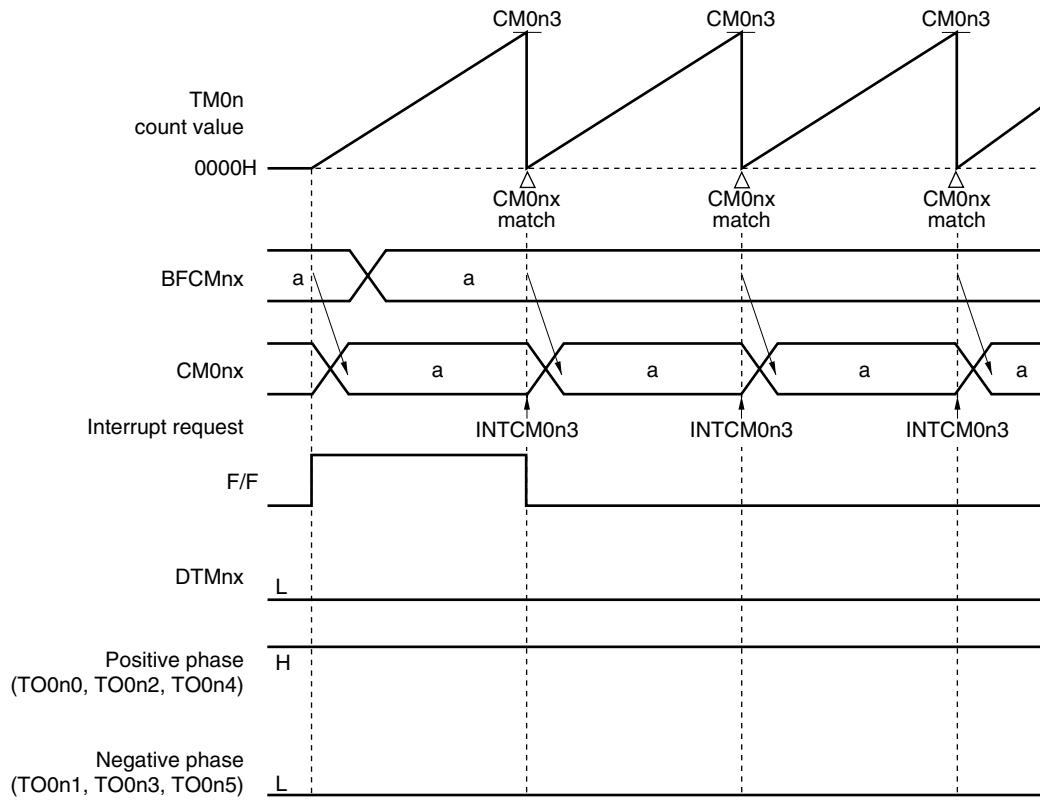 CM0n3 CM0n3 CM0n3
TM0n
count value
0000H
CM0nx CM0nx CM0nx
match match match
BFCMnx a a
CM0nx a a a a
Interrupt request INTCM0n3 INTCM0n3 INTCM0n3
F/F
DTMnx L
Positive phase H
(TO0n0, TO0n2, TO0n4)
Negative phase
(TO0n1, TO0n3, TO0n5) L